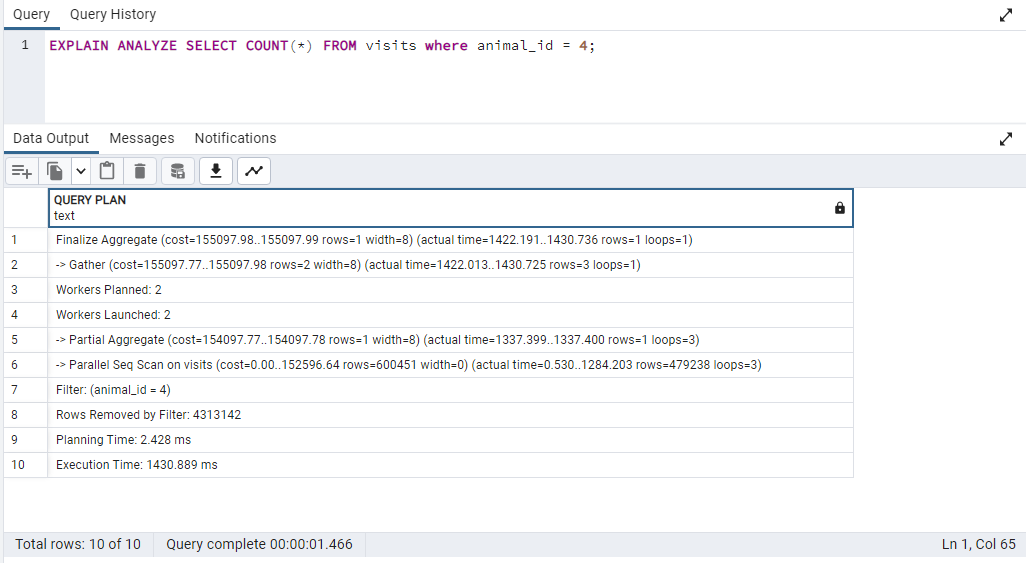 Query Query History
1 EXPLAIN ANALYZE SELECT COUNT(*) FROM visits where animal_id = 4;
Data Output Messages Notifications
QUERY PLAN
text
1 Finalize Aggregate (cost=155097.98..155097.99 rows=1 width=8) (actual time=1422.191..1430.736 rows=1 loops=1)
2 -> Gather (cost=155097.77..155097.98 rows=2 width=8) (actual time=1422.013..1430.725 rows=3 loops=1)
3 Workers Planned: 2
4 Workers Launched: 2
5 -> Partial Aggregate (cost=154097.77..154097.78 rows=1 width=8) (actual time=1337.399..1337.400 rows=1 loops=3)
6 -> Parallel Seq Scan on visits (cost=0.00..152596.64 rows=600451 width=0) (actual time=0.530..1284.203 rows=479238 loops=3)
7 Filter: (animal_id = 4)
8 Rows Removed by Filter: 4313142
9 Planning Time: 2.428 ms
10 Execution Time: 1430.889 ms
Total rows: 10 of 10 Query complete 00:00:01.466 Ln 1, Col 65